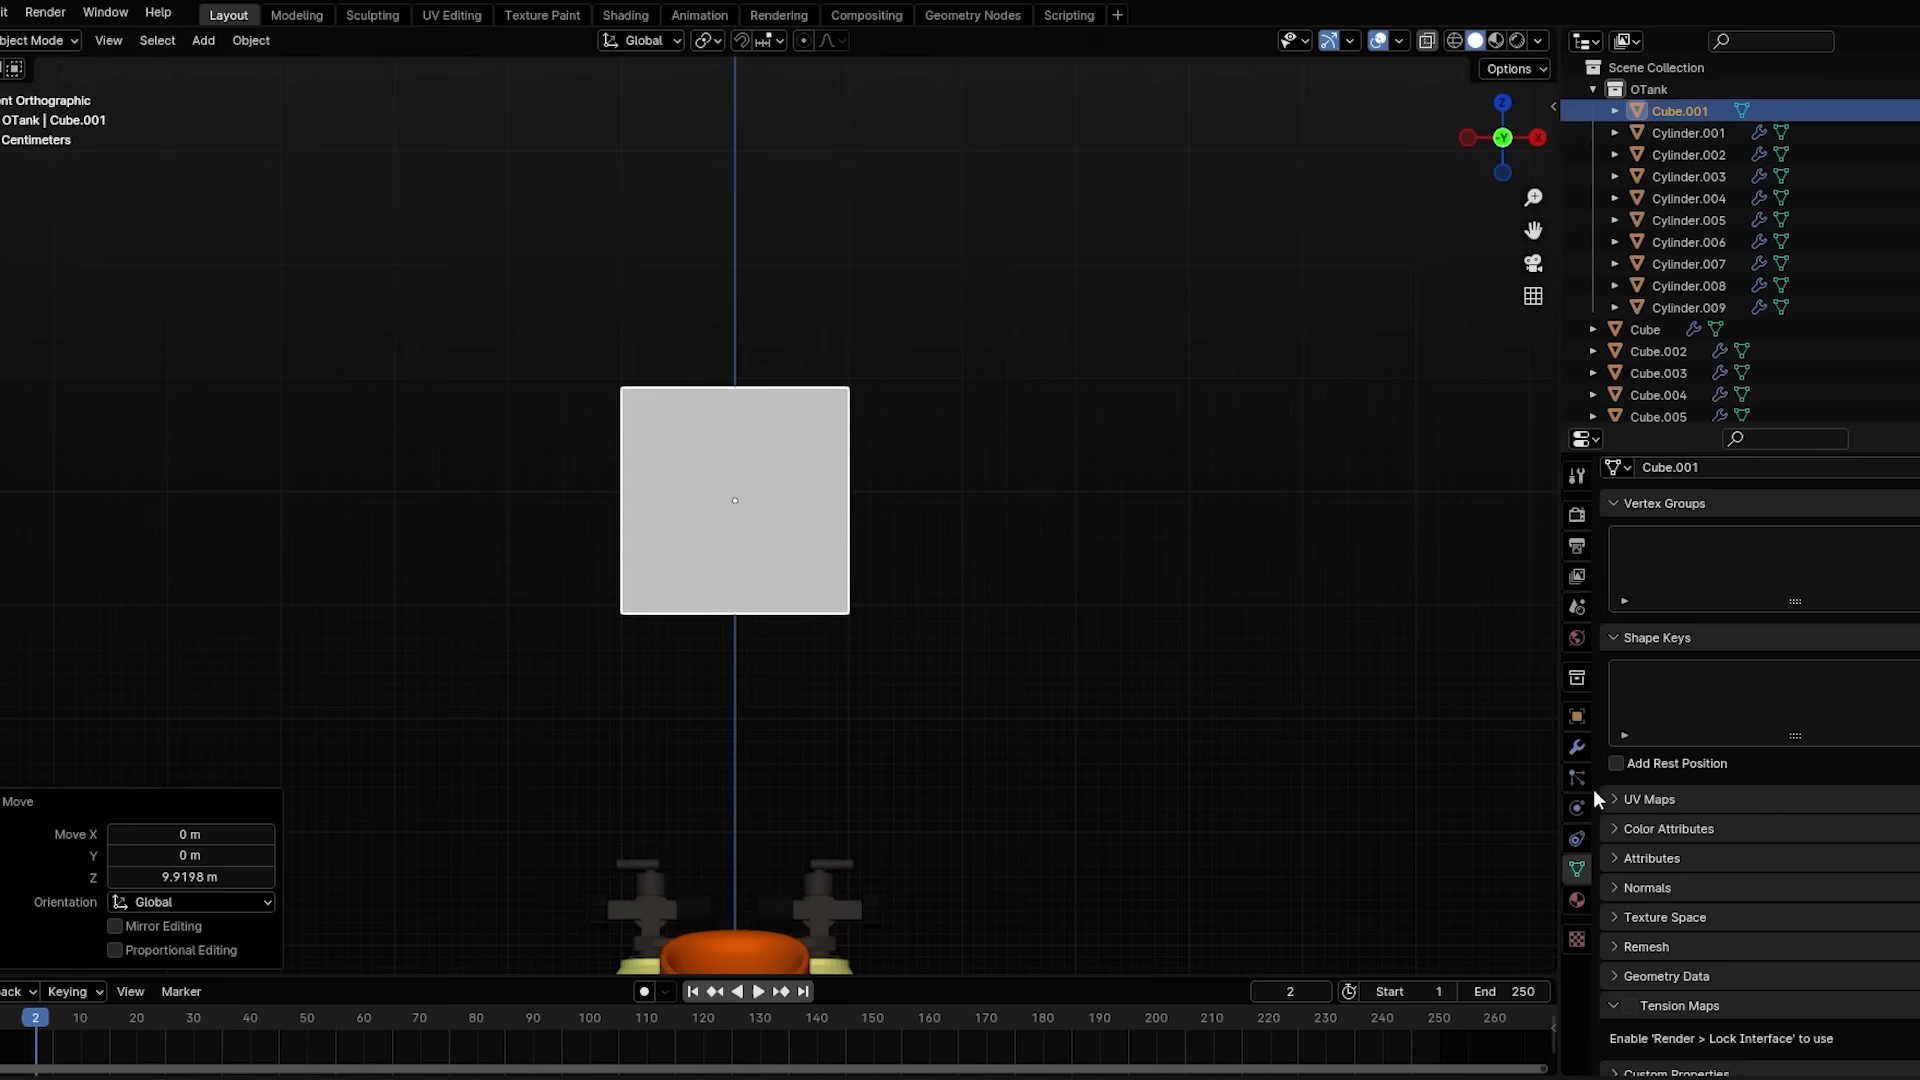 it Render Window Help Layout Modeling Sculpting UV Editing Texture Paint Shading Animation Rendering Compositing Geometry Nodes Scripting +
bject Mode View Select Add Object Global
Options
nt Orthographic
OTank | Cube.001
Centimeters
Z
Y
X
Scene Collection
OTank
Cube.001
Cylinder.001
Cylinder.002
Cylinder.003
Cylinder.004
Cylinder.005
Cylinder.006
Cylinder.007
Cylinder.008
Cylinder.009
Cube
Cube.002
Cube.003
Cube.004
Cube.005
Cube.001
Vertex Groups
Shape Keys
Add Rest Position
UV Maps
Color Attributes
Attributes
Normals
Texture Space
Remesh
Geometry Data
Tension Maps
Enable 'Render > Lock Interface' to use
Custom Properties
Move
Move X 0 m
Y 0 m
Z 9.9198 m
Orientation Global
Mirror Editing
Proportional Editing
ack Keying View Marker 2 Start 1 End 250
2 10 20 30 40 50 60 70 80 90 100 110 120 130 140 150 160 170 180 190 200 210 220 230 240 250 260